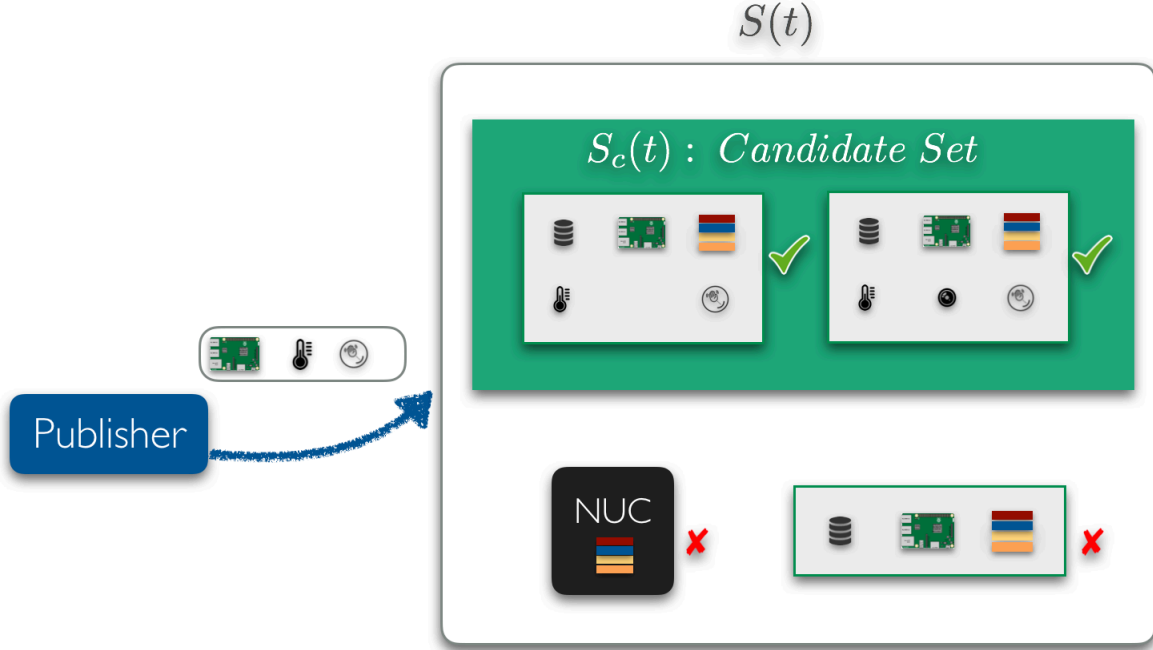 S(t)
S_c(t) : Candidate Set
Publisher
NUC